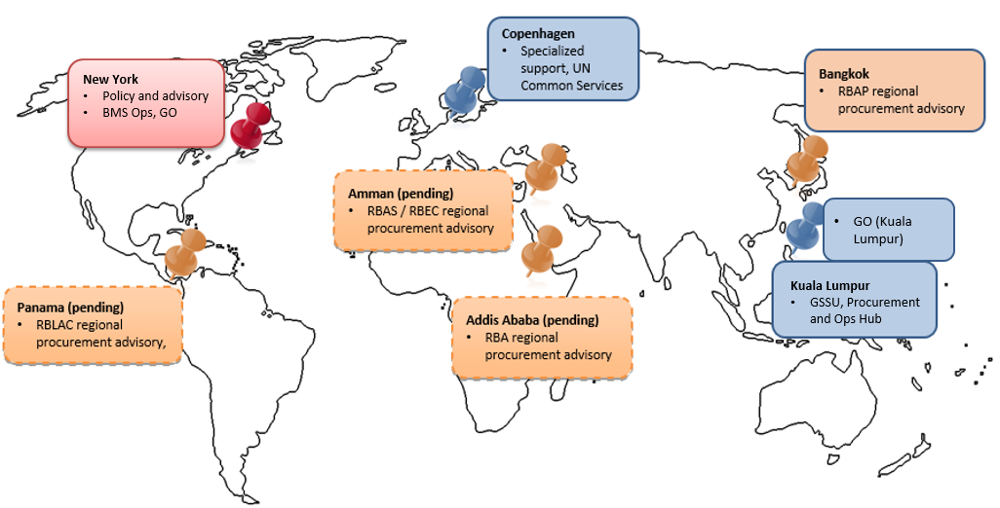 Copenhagen
• Specialized
support, UN
Common Services
New York
• Policy and advisory
• BMS Ops, GO
Bangkok
• RBAP regional
procurement advisory
Amman (pending)
• RBAS / RBEC regional
procurement advisory
• GO (Kuala
Lumpur)
Kuala Lumpur
• GSSU, Procurement
and Ops Hub
Panama (pending)
• RBLAC regional
procurement advisory,
Addis Ababa (pending)
• RBA regional
procurement advisory